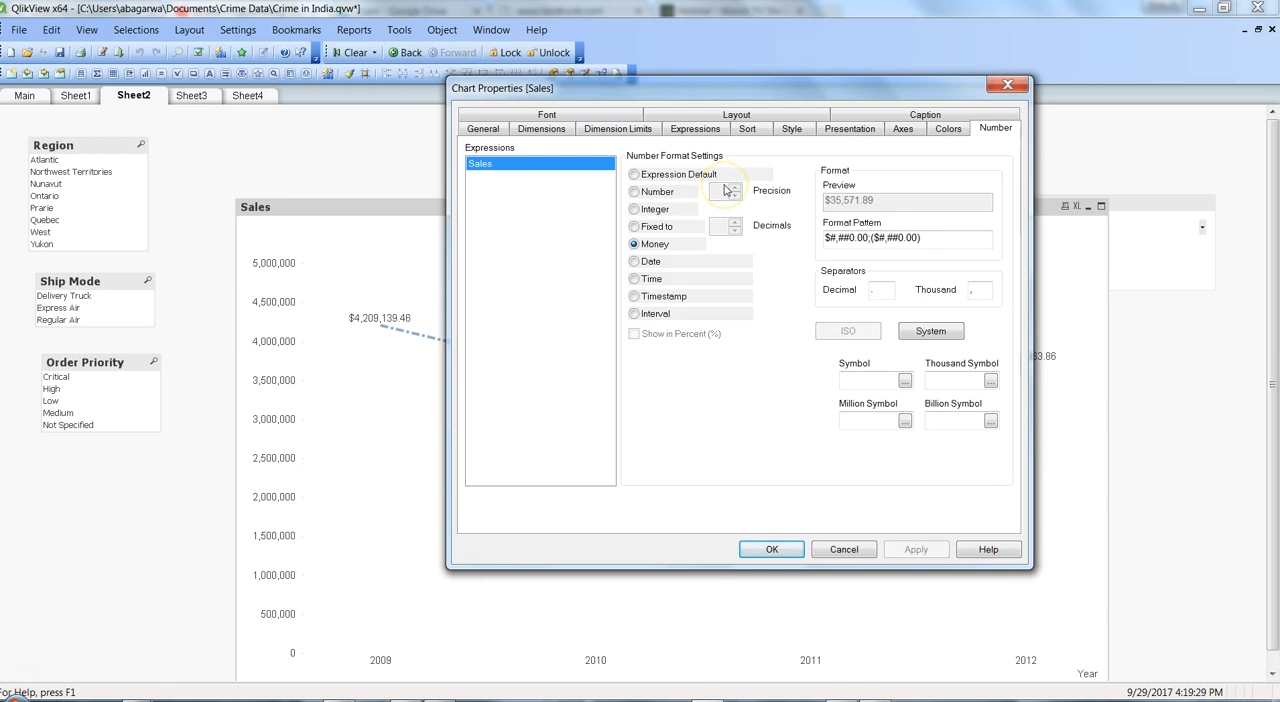 QlikView x64 - [C:\Users\abagarwa\Documents\Crime Data\Crime in India.qvw*]
File Edit View Selections Layout Settings Bookmarks Reports Tools Object Window Help
Clear Back Forward Lock Unlock
Main Sheet1 Sheet2 Sheet3 Sheet4
Region
Atlantic
Northwest Territories
Nunavut
Ontario
Prarie
Quebec
West
Yukon
Ship Mode
Delivery Truck
Express Air
Regular Air
Order Priority
Critical
High
Low
Medium
Not Specified
Sales
XL
5,000,000
4,500,000
4,000,000
3,500,000
3,000,000
2,500,000
2,000,000
1,500,000
1,000,000
500,000
0
$4,209,139.46
3.86
2009 2010 2011 2012
Year
Chart Properties [Sales]
Font Layout Caption
General Dimensions Dimension Limits Expressions Sort Style Presentation Axes Colors Number
Expressions
Sales
Number Format Settings
Expression Default
Number Precision
Integer
Fixed to Decimals
Money
Date
Time
Timestamp
Interval
Show in Percent (%)
Format
Preview
$35,571.89
Format Pattern
$#,##0.00;($#,##0.00)
Separators
Decimal . Thousand ,
ISO System
Symbol Thousand Symbol
... ...
Million Symbol Billion Symbol
... ...
OK Cancel Apply Help
For Help, press F1
9/29/2017 4:19:29 PM